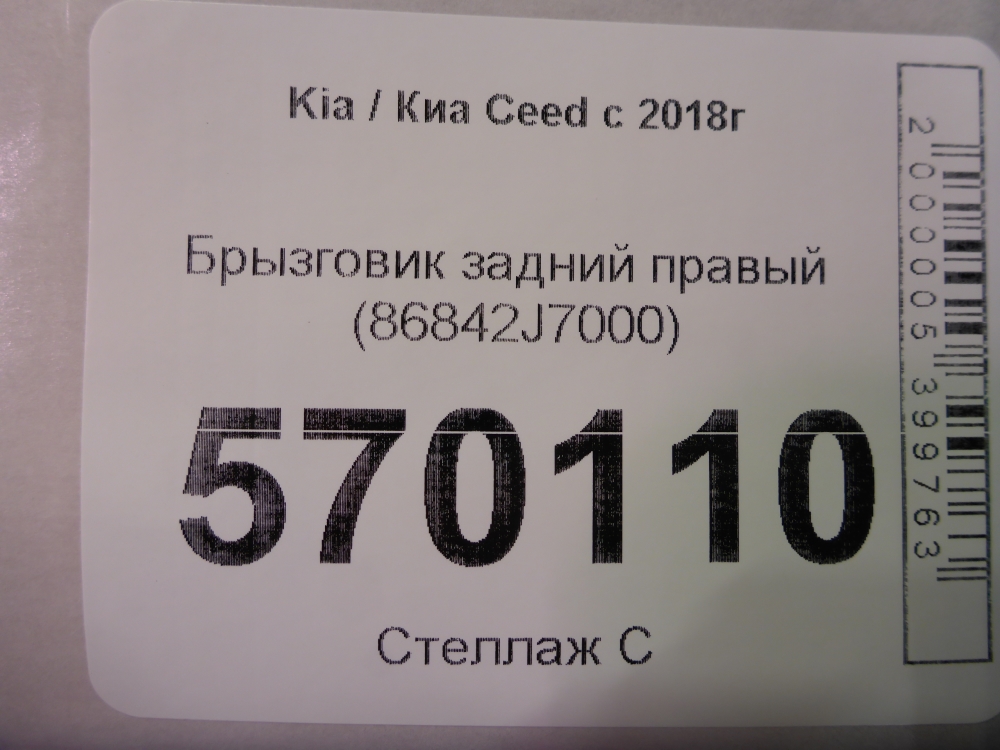 Kia / Киа Ceed с 2018г
Брызговик задний правый
(86842J7000)
570110
Стеллаж С
2000005399763